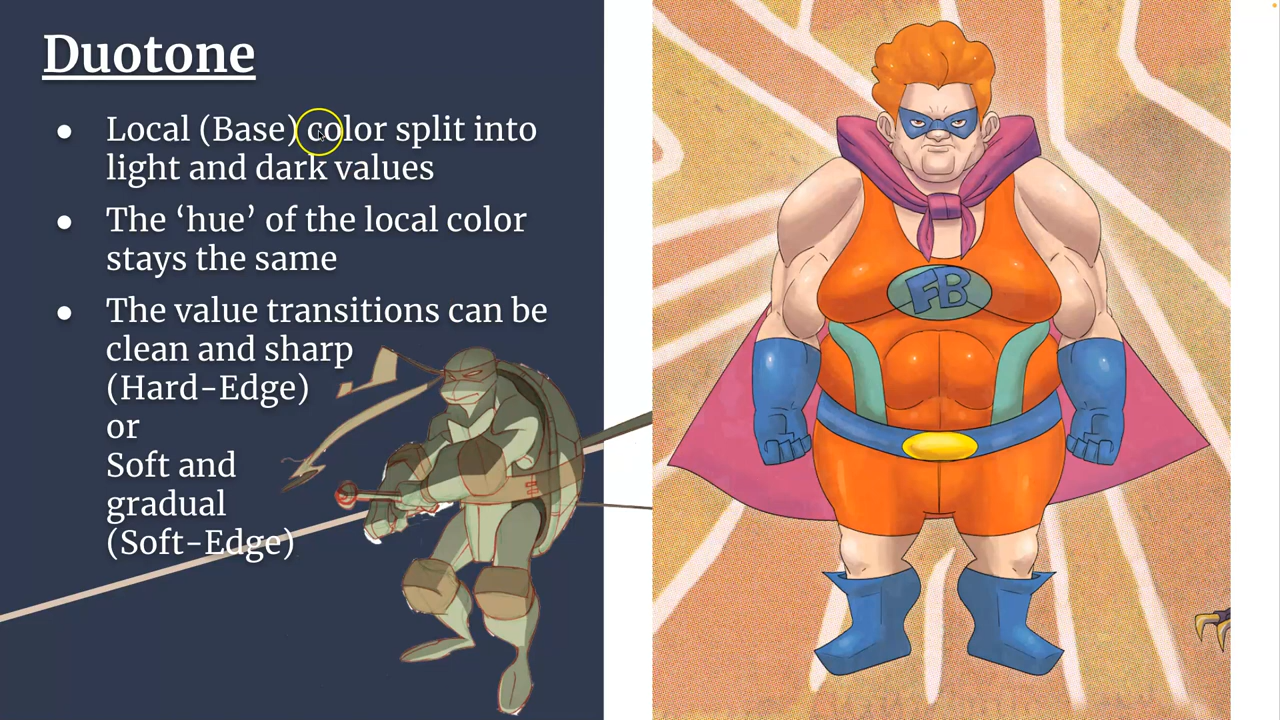 Duotone
● Local (Base) color split into
light and dark values
● The ‘hue’ of the local color
stays the same
● The value transitions can be
clean and sharp
(Hard-Edge)
or
Soft and
gradual
(Soft-Edge)
FB